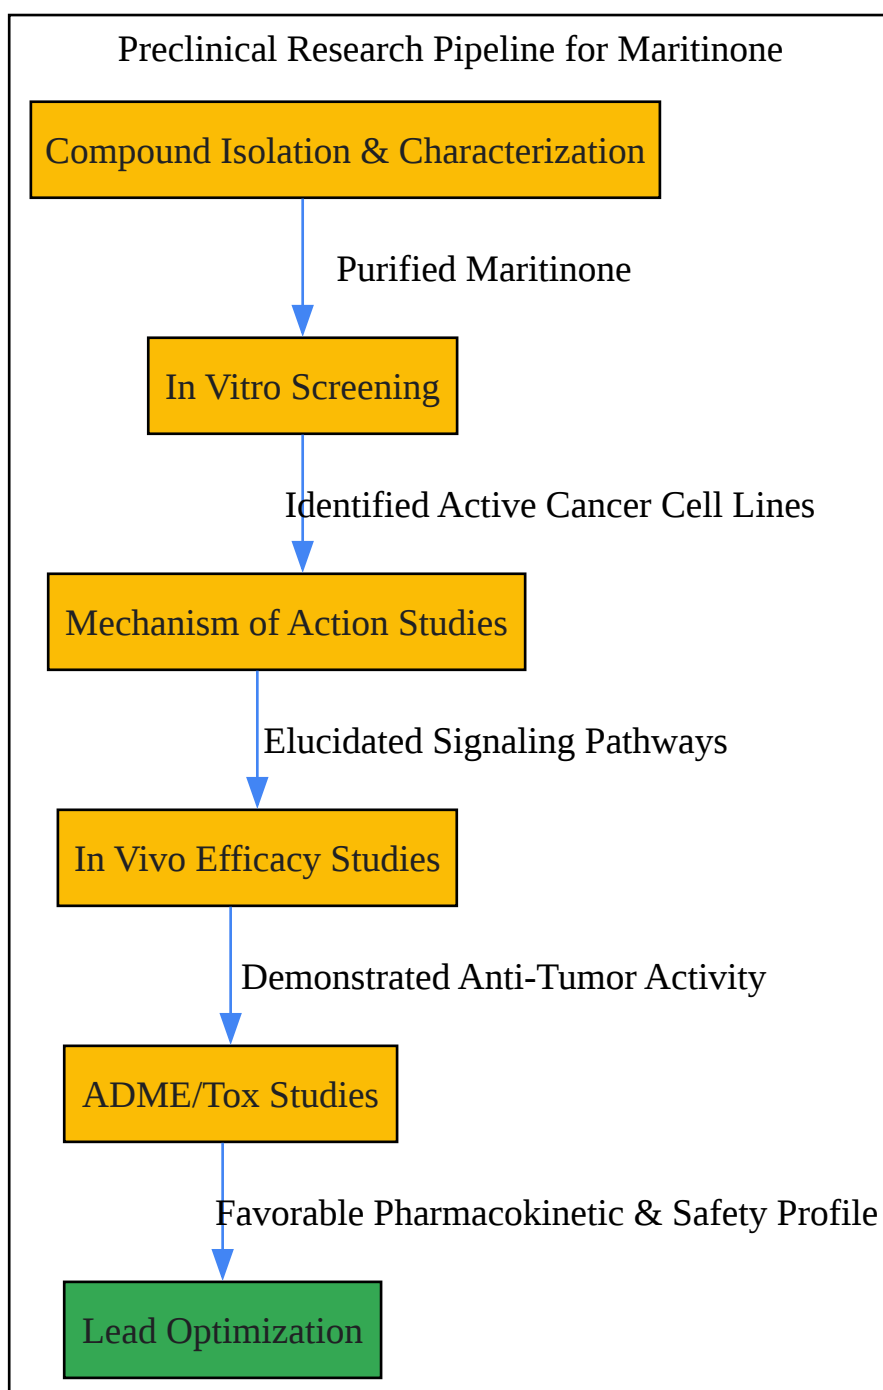 Preclinical Research Pipeline for Maritinone
Compound Isolation & Characterization
Purified Maritinone
In Vitro Screening
Identified Active Cancer Cell Lines
Mechanism of Action Studies
Elucidated Signaling Pathways
In Vivo Efficacy Studies
Demonstrated Anti-Tumor Activity
ADME/Tox Studies
Favorable Pharmacokinetic & Safety Profile
Lead Optimization